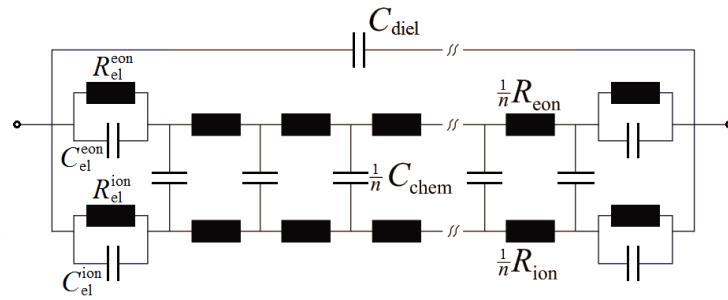 C_diel
R_el^eon
1/n R_eon
C_el^eon
1/n C_chem
R_el^ion
C_el^ion
1/n R_ion